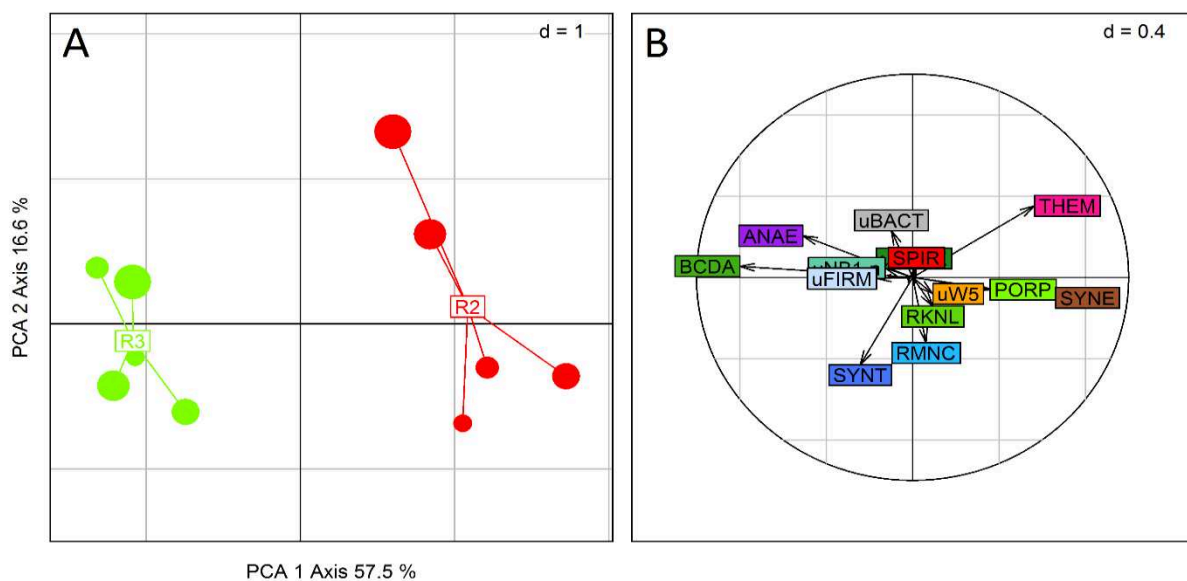 A
d = 1
R2
R3
PCA 2 Axis 16.6 %
PCA 1 Axis 57.5 %
B
d = 0.4
THEM
uBACT
ANAE
SPIR
BCDA
uFIRM
PORP
uW5
SYNE
RKNL
RMNC
SYNT